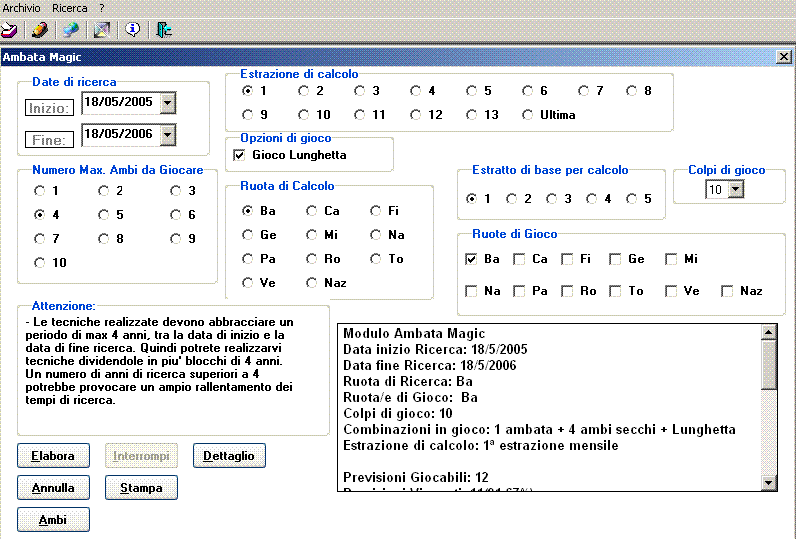 Archivio Ricerca ?
Ambata Magic
Date di ricerca
Inizio: 18/05/2005
Fine: 18/05/2006
Estrazione di calcolo
1 2 3 4 5 6 7 8
9 10 11 12 13 Ultima
Opzioni di gioco
Gioco Lunghetta
Numero Max. Ambi da Giocare
1 2 3
4 5 6
7 8 9
10
Ruota di Calcolo
Ba Ca Fi
Ge Mi Na
Pa Ro To
Ve Naz
Estratto di base per calcolo
1 2 3 4 5
Colpi di gioco
10
Ruote di Gioco
Ba Ca Fi Ge Mi
Na Pa Ro To Ve Naz
Attenzione:
- Le tecniche realizzate devono abbracciare un
periodo di max 4 anni, tra la data di inizio e la
data di fine ricerca. Quindi potrete realizzarvi
tecniche dividendole in piu' blocchi di 4 anni.
Un numero di anni di ricerca superiori a 4
potrebbe provocare un ampio rallentamento dei
tempi di ricerca.
Modulo Ambata Magic
Data inizio Ricerca: 18/5/2005
Data fine Ricerca: 18/5/2006
Ruota di Ricerca: Ba
Ruota/e di Gioco: Ba
Colpi di gioco: 10
Combinazioni in gioco: 1 ambata + 4 ambi secchi + Lunghetta
Estrazione di calcolo: 1ª estrazione mensile
Previsioni Giocabili: 12
Elabora Interrompi Dettaglio
Annulla Stampa
Ambi